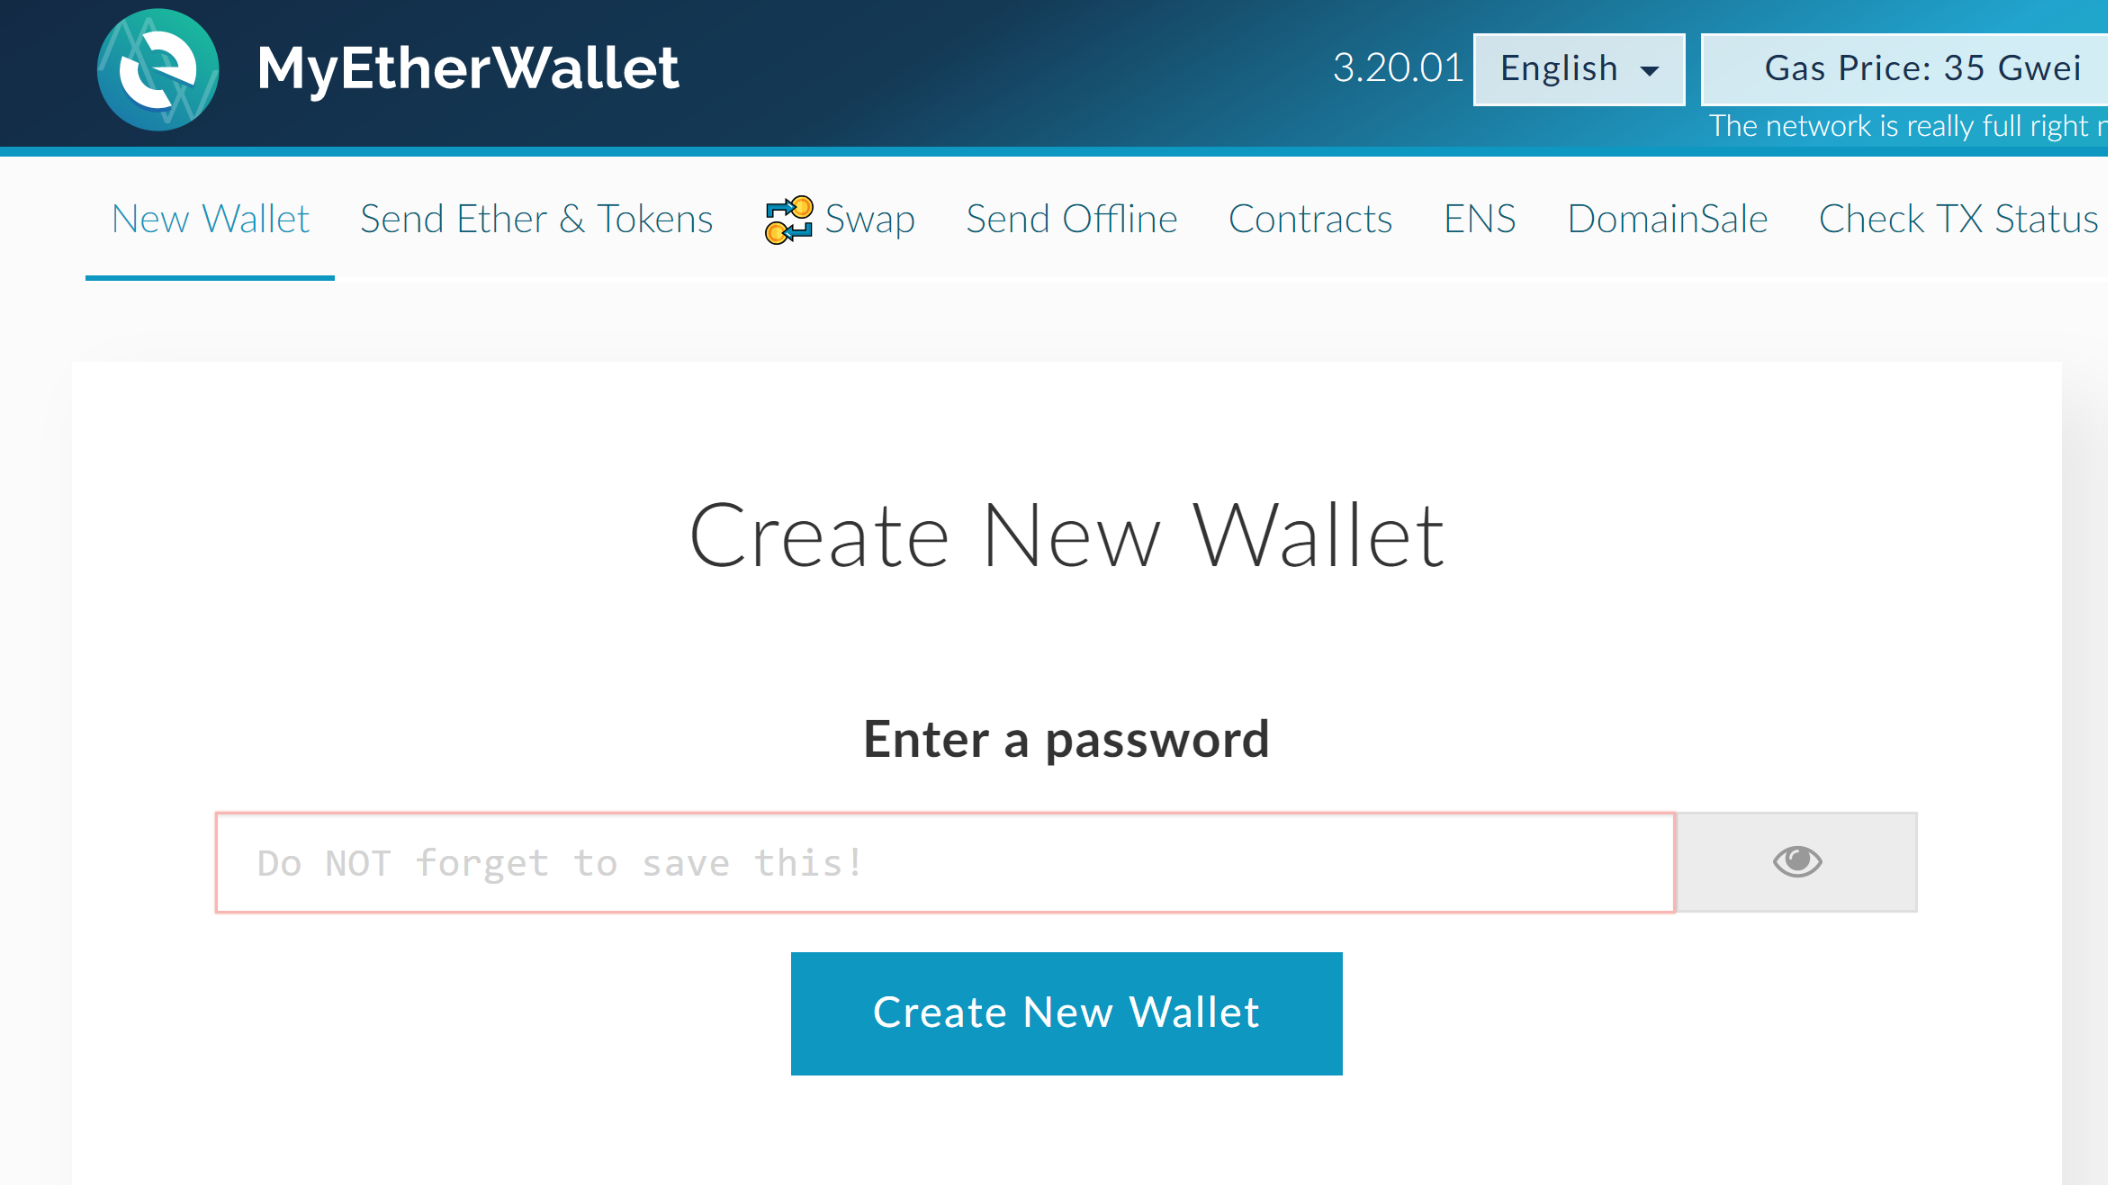 MyEtherWallet
3.20.01 English Gas Price: 35 Gwei
The network is really full right
New Wallet Send Ether & Tokens Swap Send Offline Contracts ENS DomainSale Check TX Status
Create New Wallet
Enter a password
Do NOT forget to save this!
Create New Wallet